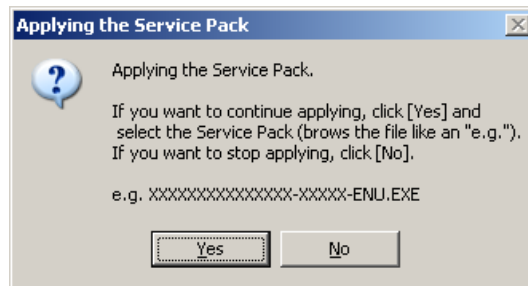 Applying the Service Pack
Applying the Service Pack.
If you want to continue applying, click [Yes] and
select the Service Pack (brows the file like an "e.g.").
If you want to stop applying, click [No].
e.g. XXXXXXXXXXXXXXX-XXXXX-ENU.EXE
Yes
No